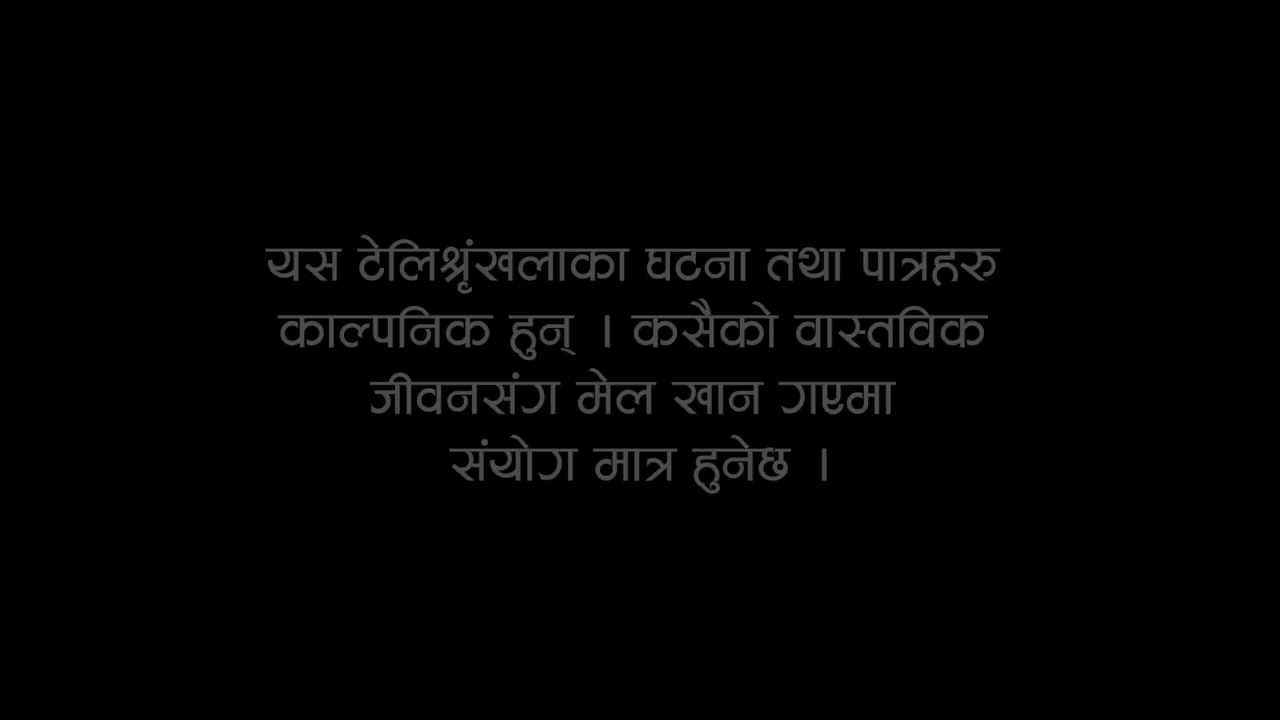 यस टेलिश्रृंखलाका घटना तथा पात्रहरु
काल्पनिक हुन् ।  कसैको वास्तविक
जीवनसंग मेल खान गएमा
संयोग मात्र हुनेछ  ।